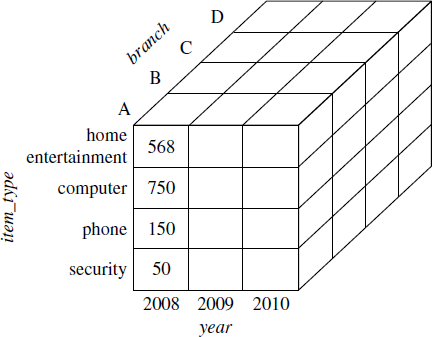 D
branch
C
B
A
home
entertainment
568
computer
750
phone
150
security
50
item_type
2008 2009 2010
year